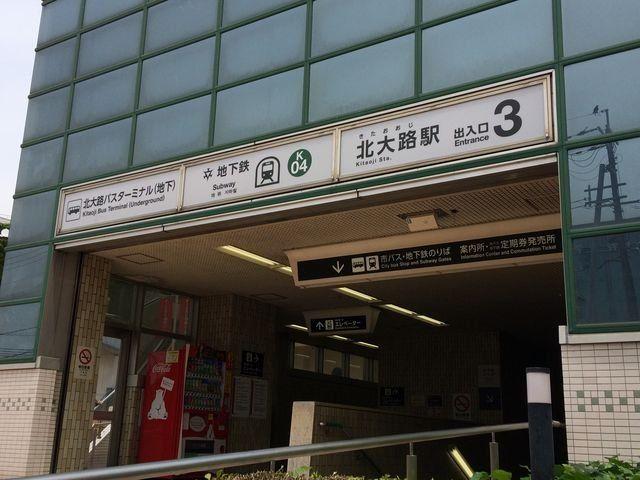 北大路バスターミナル(地下)
Kitaoji Bus Terminal (Underground)
地下鉄
Subway
K
04
きたおおじ
北大路駅
Kitaoji Sta.
出入口
Entrance
3
市バス・地下鉄のりば
City bus Stop and Subway Gates
案内所・定期券発売所
Information Center and Commutation Ticket
エレベーター
Coca-Cola